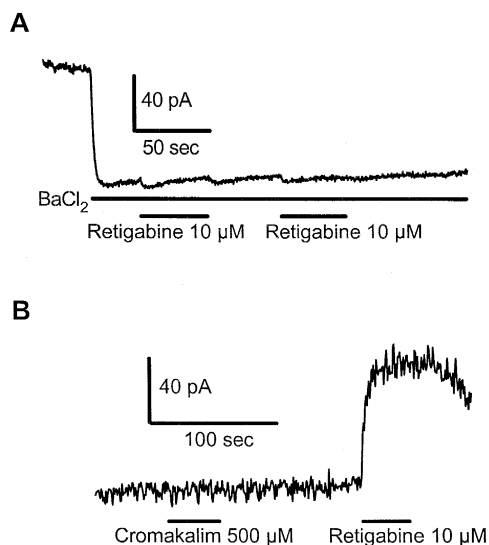 A
40 pA
50 sec
BaCl2
Retigabine 10 µM Retigabine 10 µM
B
40 pA
100 sec
Cromakalim 500 µM Retigabine 10 µM